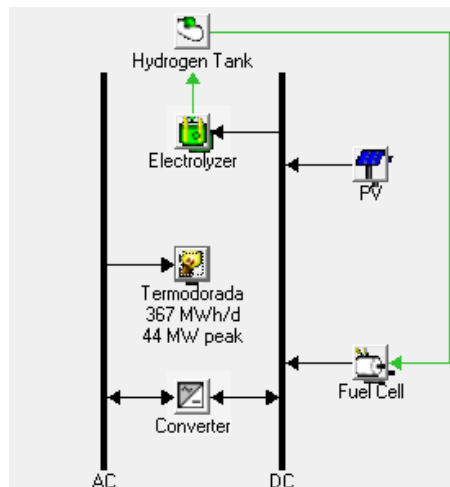 Hydrogen Tank
Electrolyzer
PV
Termodorada
367 MWh/d
44 MW peak
Fuel Cell
Converter
AC
DC